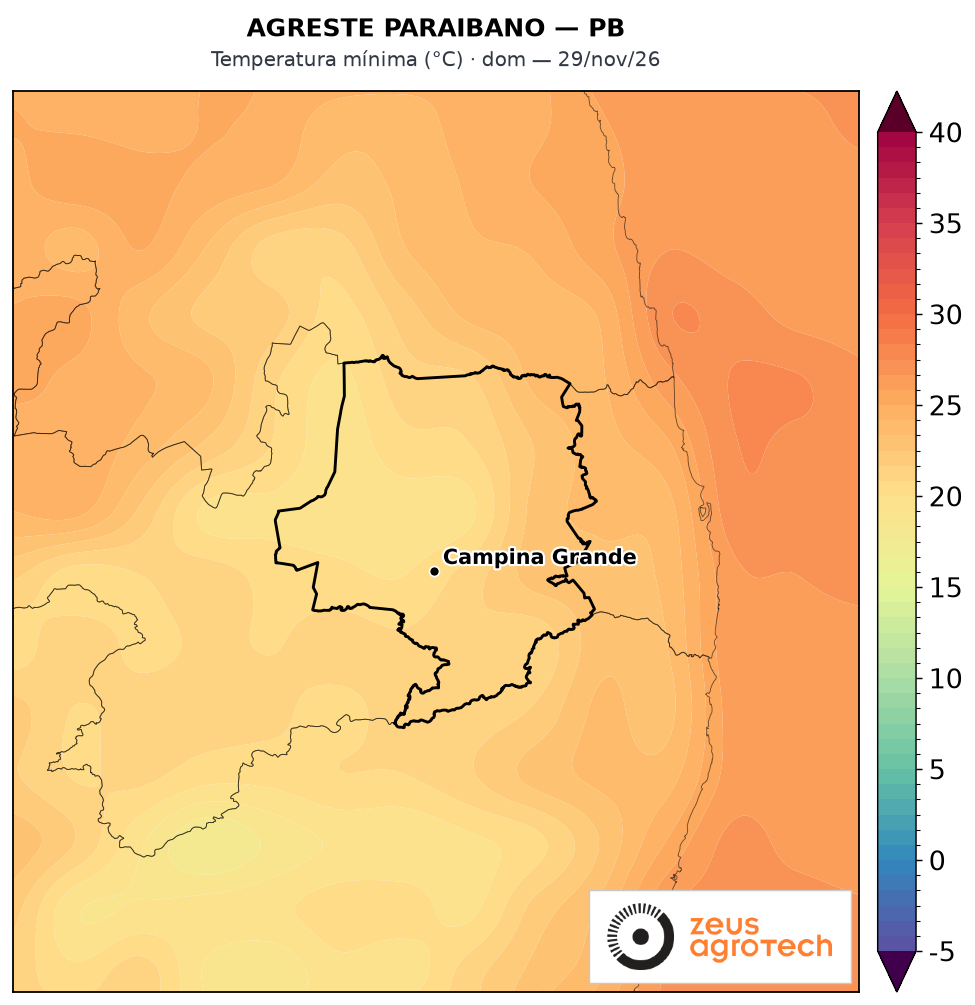 AGRESTE PARAIBANO — PB
Temperatura mínima (°C) · dom — 29/nov/26
Campina Grande
40
35
30
25
20
15
10
5
0
-5
zeus
agrotech